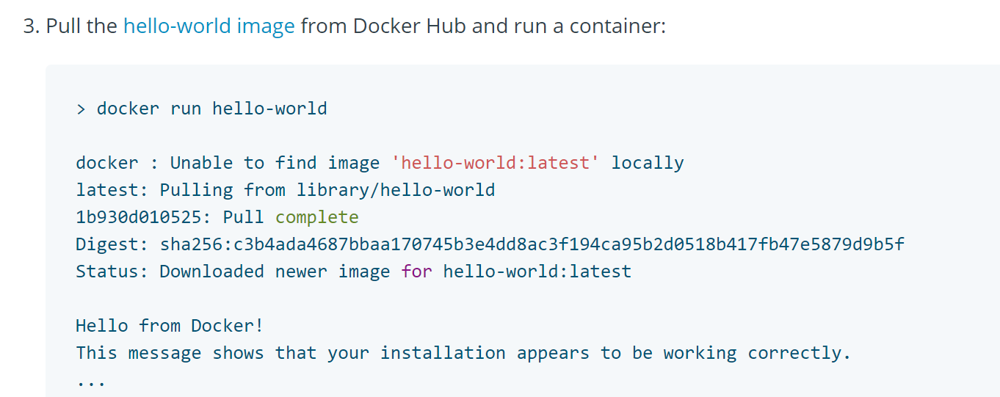 3. Pull the hello-world image from Docker Hub and run a container:
> docker run hello-world
docker : Unable to find image 'hello-world:latest' locally
latest: Pulling from library/hello-world
1b930d010525: Pull complete
Digest: sha256:c3b4ada4687bbaa170745b3e4dd8ac3f194ca95b2d0518b417fb47e5879d9b5f
Status: Downloaded newer image for hello-world:latest
Hello from Docker!
This message shows that your installation appears to be working correctly.
...